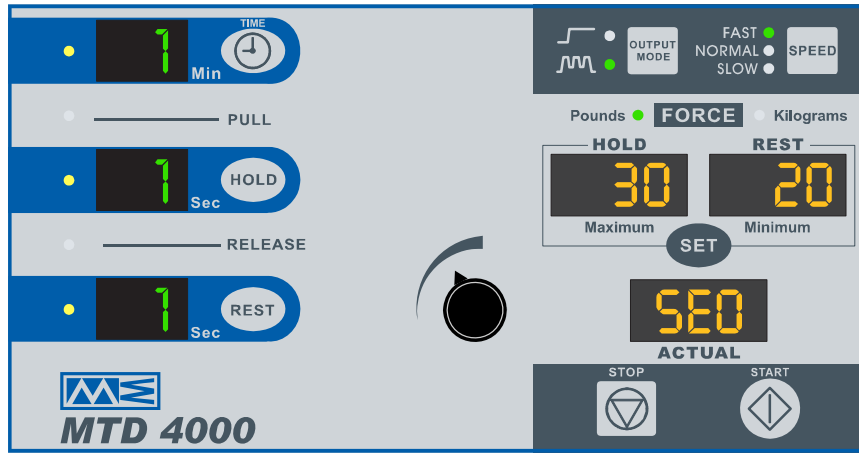 TIME
1 Min
PULL
1 Sec HOLD
RELEASE
1 Sec REST
MTD 4000
OUTPUT
MODE
FAST
NORMAL
SLOW
SPEED
Pounds FORCE Kilograms
HOLD REST
30 20
Maximum Minimum
SET
SEO
ACTUAL
STOP START